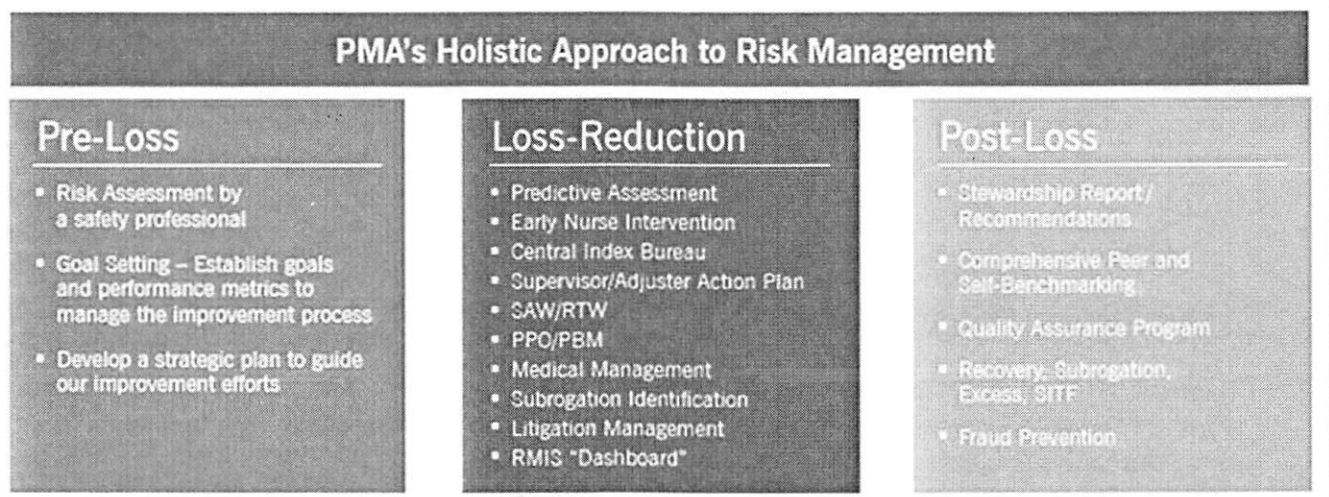 PMA's Holistic Approach to Risk Management
Pre-Loss
▪ Risk Assessment by
a safety professional
▪ Goal Setting – Establish goals
and performance metrics to
manage the improvement process
▪ Develop a strategic plan to guide
our improvement efforts
Loss-Reduction
▪ Predictive Assessment
▪ Early Nurse Intervention
▪ Central Index Bureau
▪ Supervisor/Adjuster Action Plan
▪ SAW/RTW
▪ PPO/PBM
▪ Medical Management
▪ Subrogation Identification
▪ Litigation Management
▪ RMIS "Dashboard"
Post-Loss
▪ Stewardship Report/
Recommendations
▪ Comprehensive Peer and
Self-Benchmarking
▪ Quality Assurance Program
▪ Recovery, Subrogation,
Excess, SITF
▪ Fraud Prevention